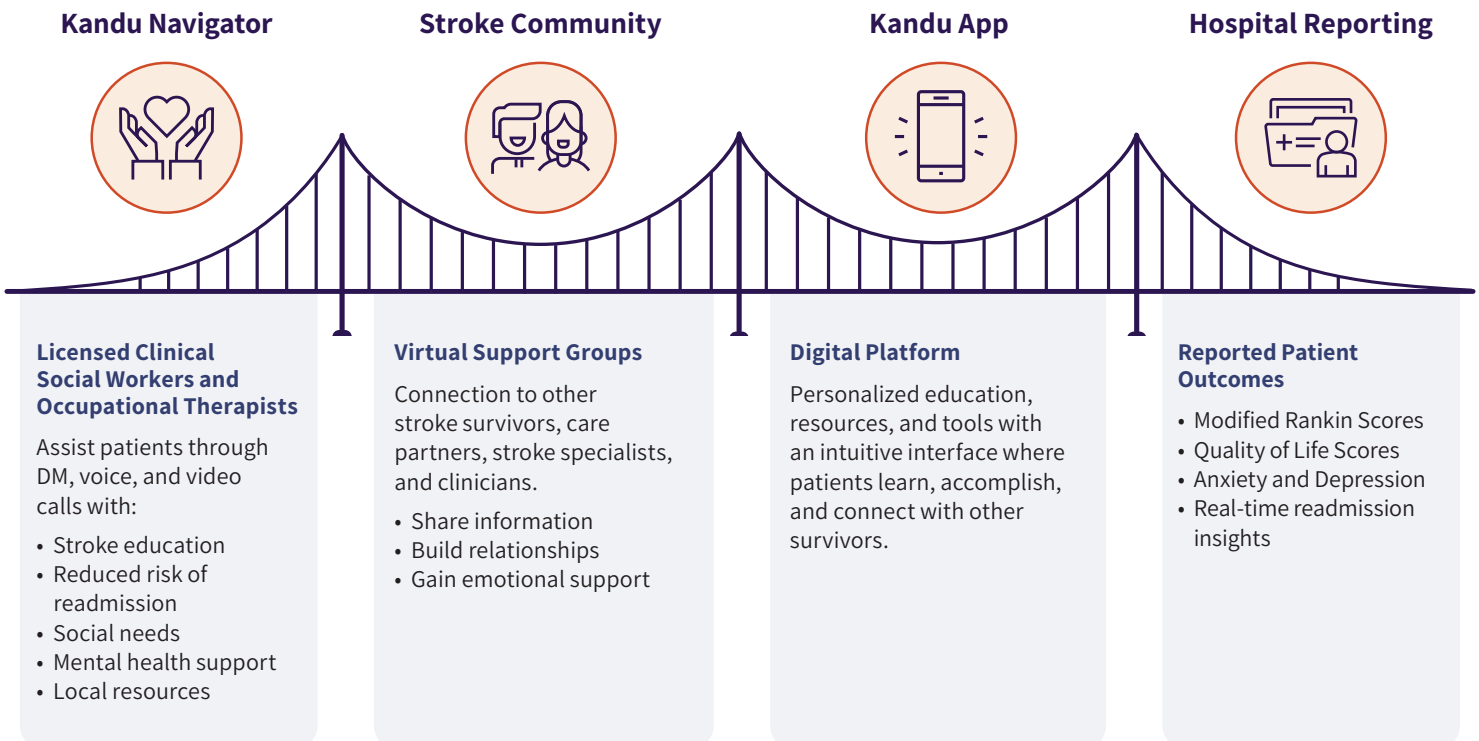 Kandu Navigator
Stroke Community
Kandu App
Hospital Reporting
Licensed Clinical
Social Workers and
Occupational Therapists
Assist patients through
DM, voice, and video
calls with:
• Stroke education
• Reduced risk of
readmission
• Social needs
• Mental health support
• Local resources
Virtual Support Groups
Connection to other
stroke survivors, care
partners, stroke specialists,
and clinicians.
• Share information
• Build relationships
• Gain emotional support
Digital Platform
Personalized education,
resources, and tools with
an intuitive interface where
patients learn, accomplish,
and connect with other
survivors.
Reported Patient
Outcomes
• Modified Rankin Scores
• Quality of Life Scores
• Anxiety and Depression
• Real-time readmission
insights